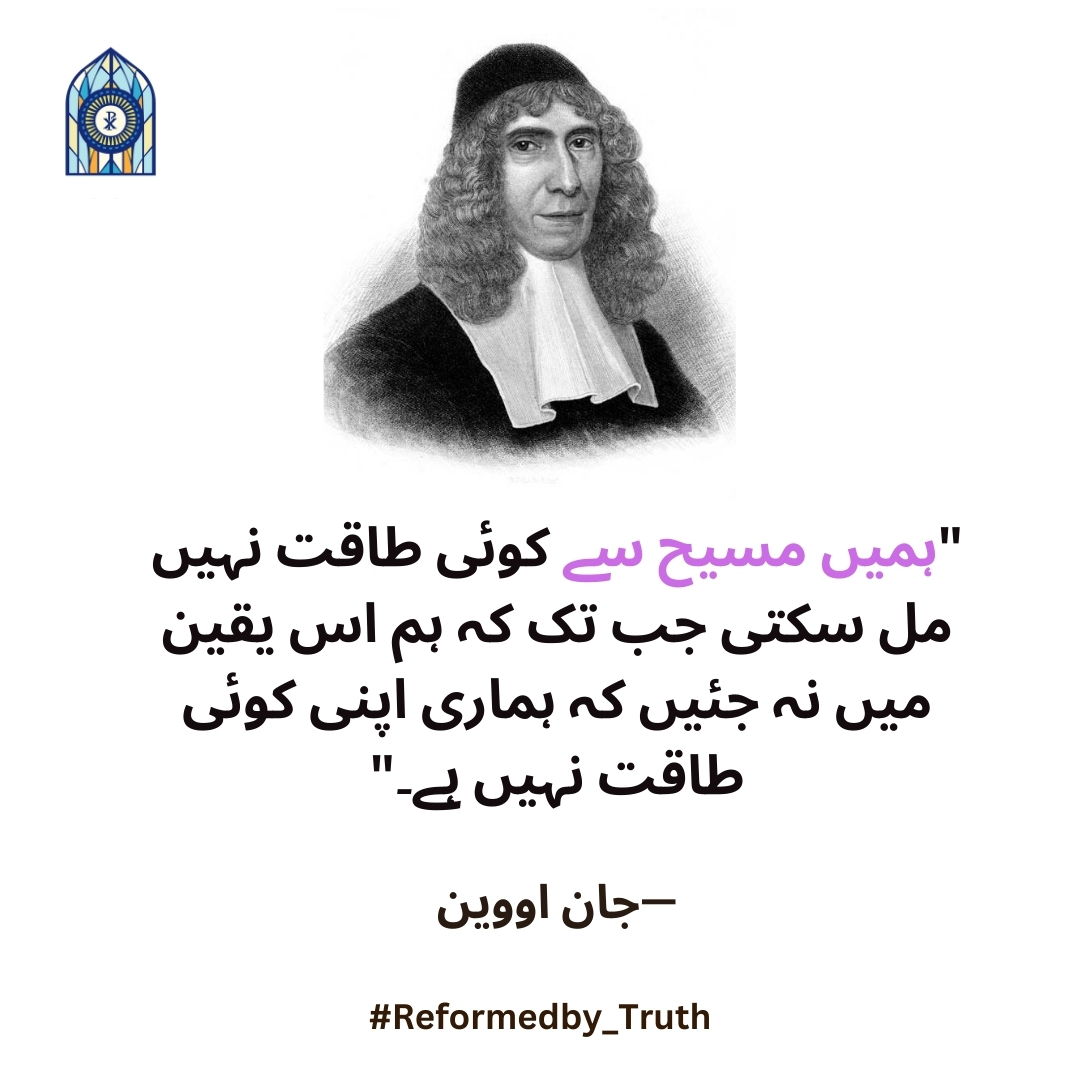 "ہمیں مسیح سے کوئی طاقت نہیں
مل سکتی جب تک کہ ہم اس یقین
میں نہ جئیں کہ ہماری اپنی کوئی
طاقت نہیں ہے۔"
—جان اووین
#Reformedby_Truth